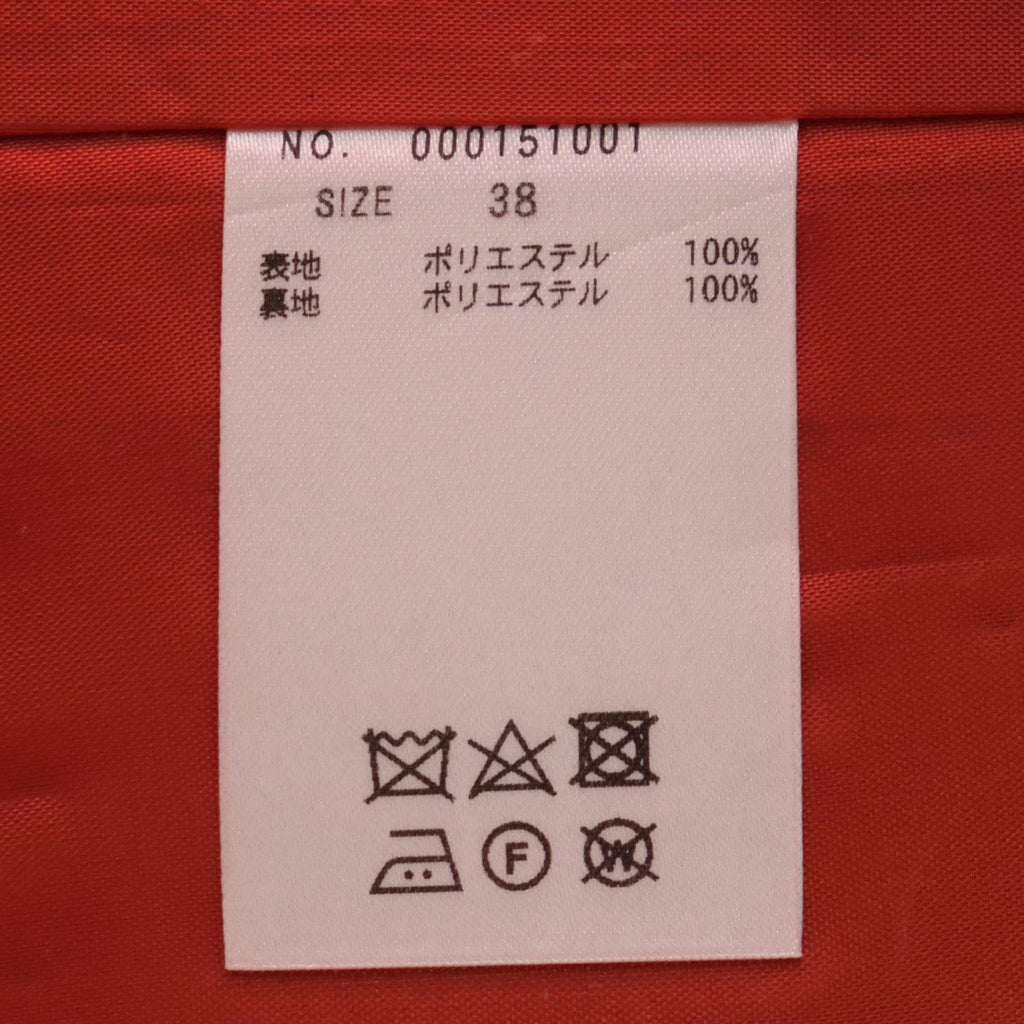 NO. 000151001
SIZE 38
表地 ポリエステル 100%
裏地 ポリエステル 100%
F W